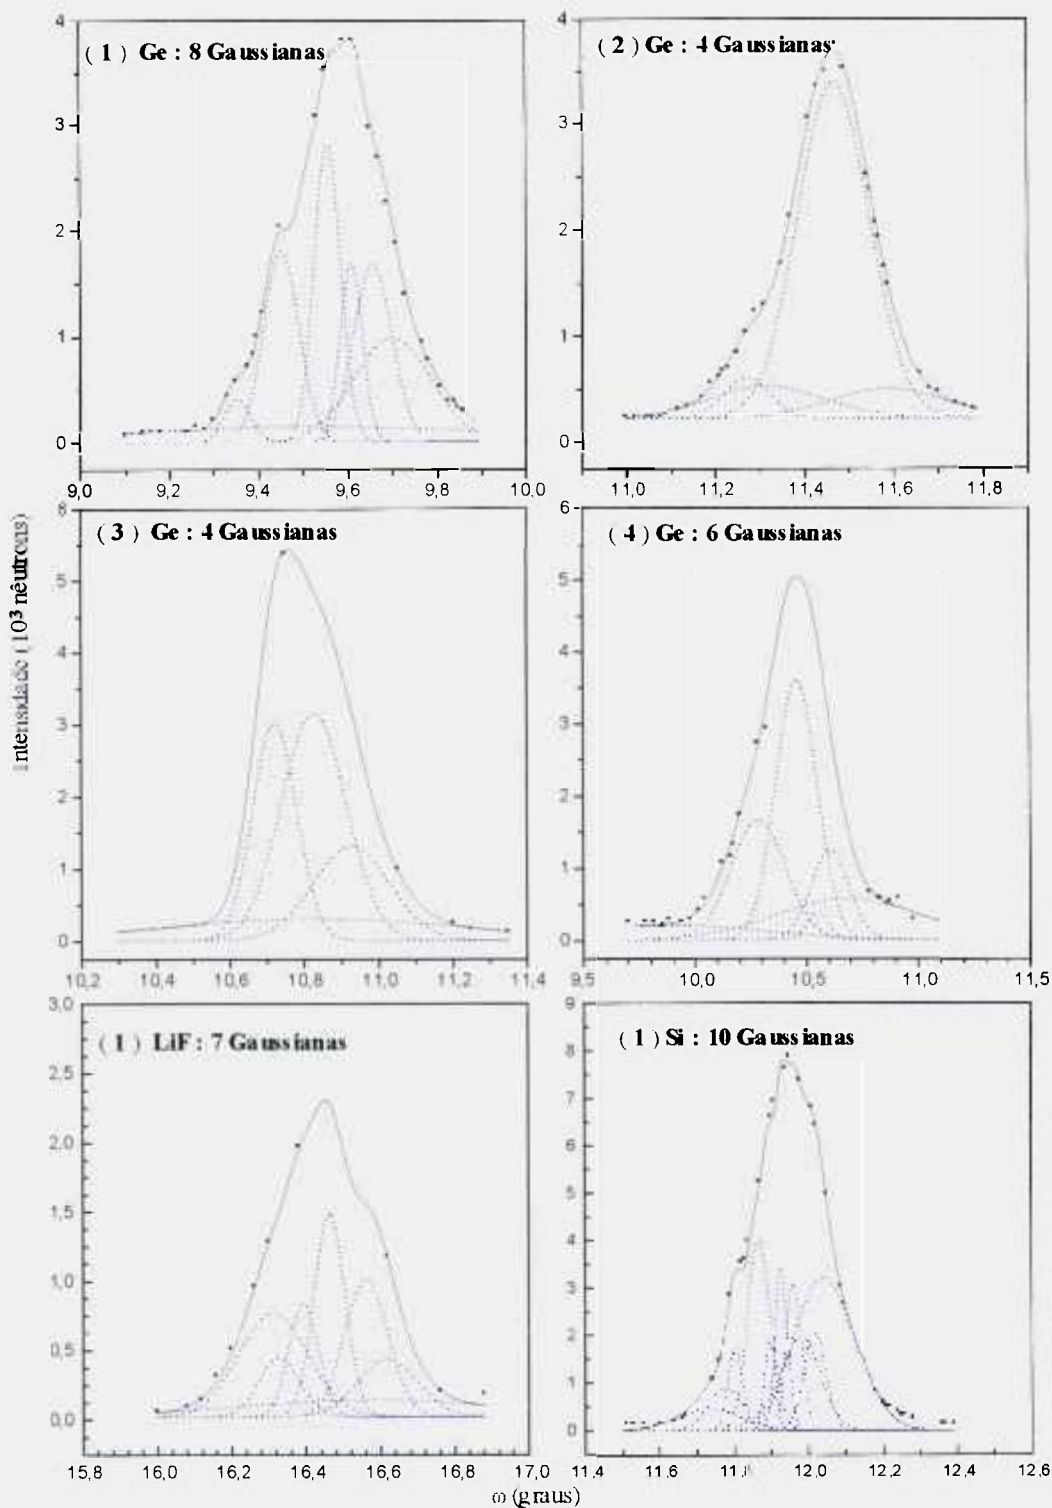 ( 1 ) Ge : 8 Gaussianas
4
3
2
1
0
9,0 9,2 9,4 9,6 9,8 10,0
( 2 ) Ge : 4 Gaussianas
4
3
2
1
0
11,0 11,2 11,4 11,6 11,8
Intensidade (10³ nêutrons)
( 3 ) Ge : 4 Gaussianas
6
5
4
3
2
1
0
10,2 10,4 10,6 10,8 11,0 11,2 11,4
( 4 ) Ge : 6 Gaussianas
6
5
4
3
2
1
0
9,5 10,0 10,5 11,0 11,5
( 1 ) LiF : 7 Gaussianas
3,0
2,5
2,0
1,5
1,0
0,5
0,0
15,8 16,0 16,2 16,4 16,6 16,8 17,0
( 1 ) Si : 10 Gaussianas
9
8
7
6
5
4
3
2
1
0
11,4 11,6 11,8 12,0 12,2 12,4 12,6
ω (graus)